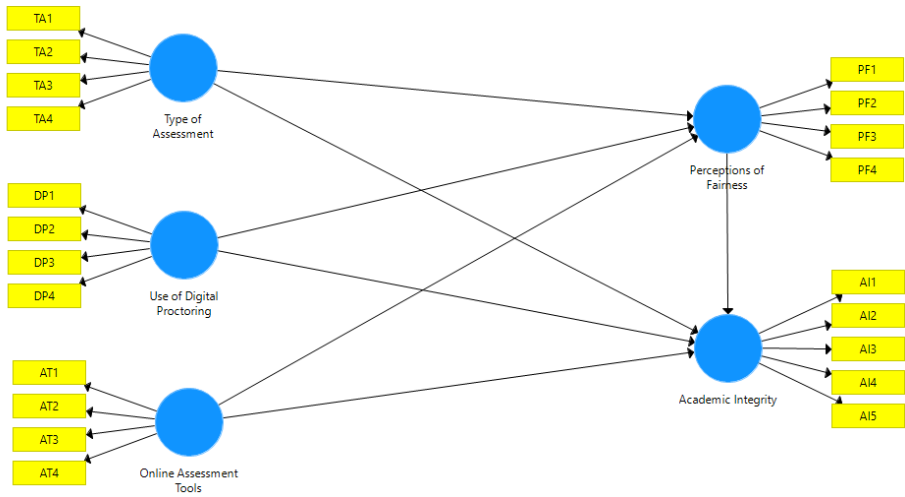 TA1
TA2
TA3
TA4
Type of
Assessment
DP1
DP2
DP3
DP4
Use of Digital
Proctoring
AT1
AT2
AT3
AT4
Online Assessment
Tools
PF1
PF2
PF3
PF4
Perceptions of
Fairness
AI1
AI2
AI3
AI4
AI5
Academic Integrity